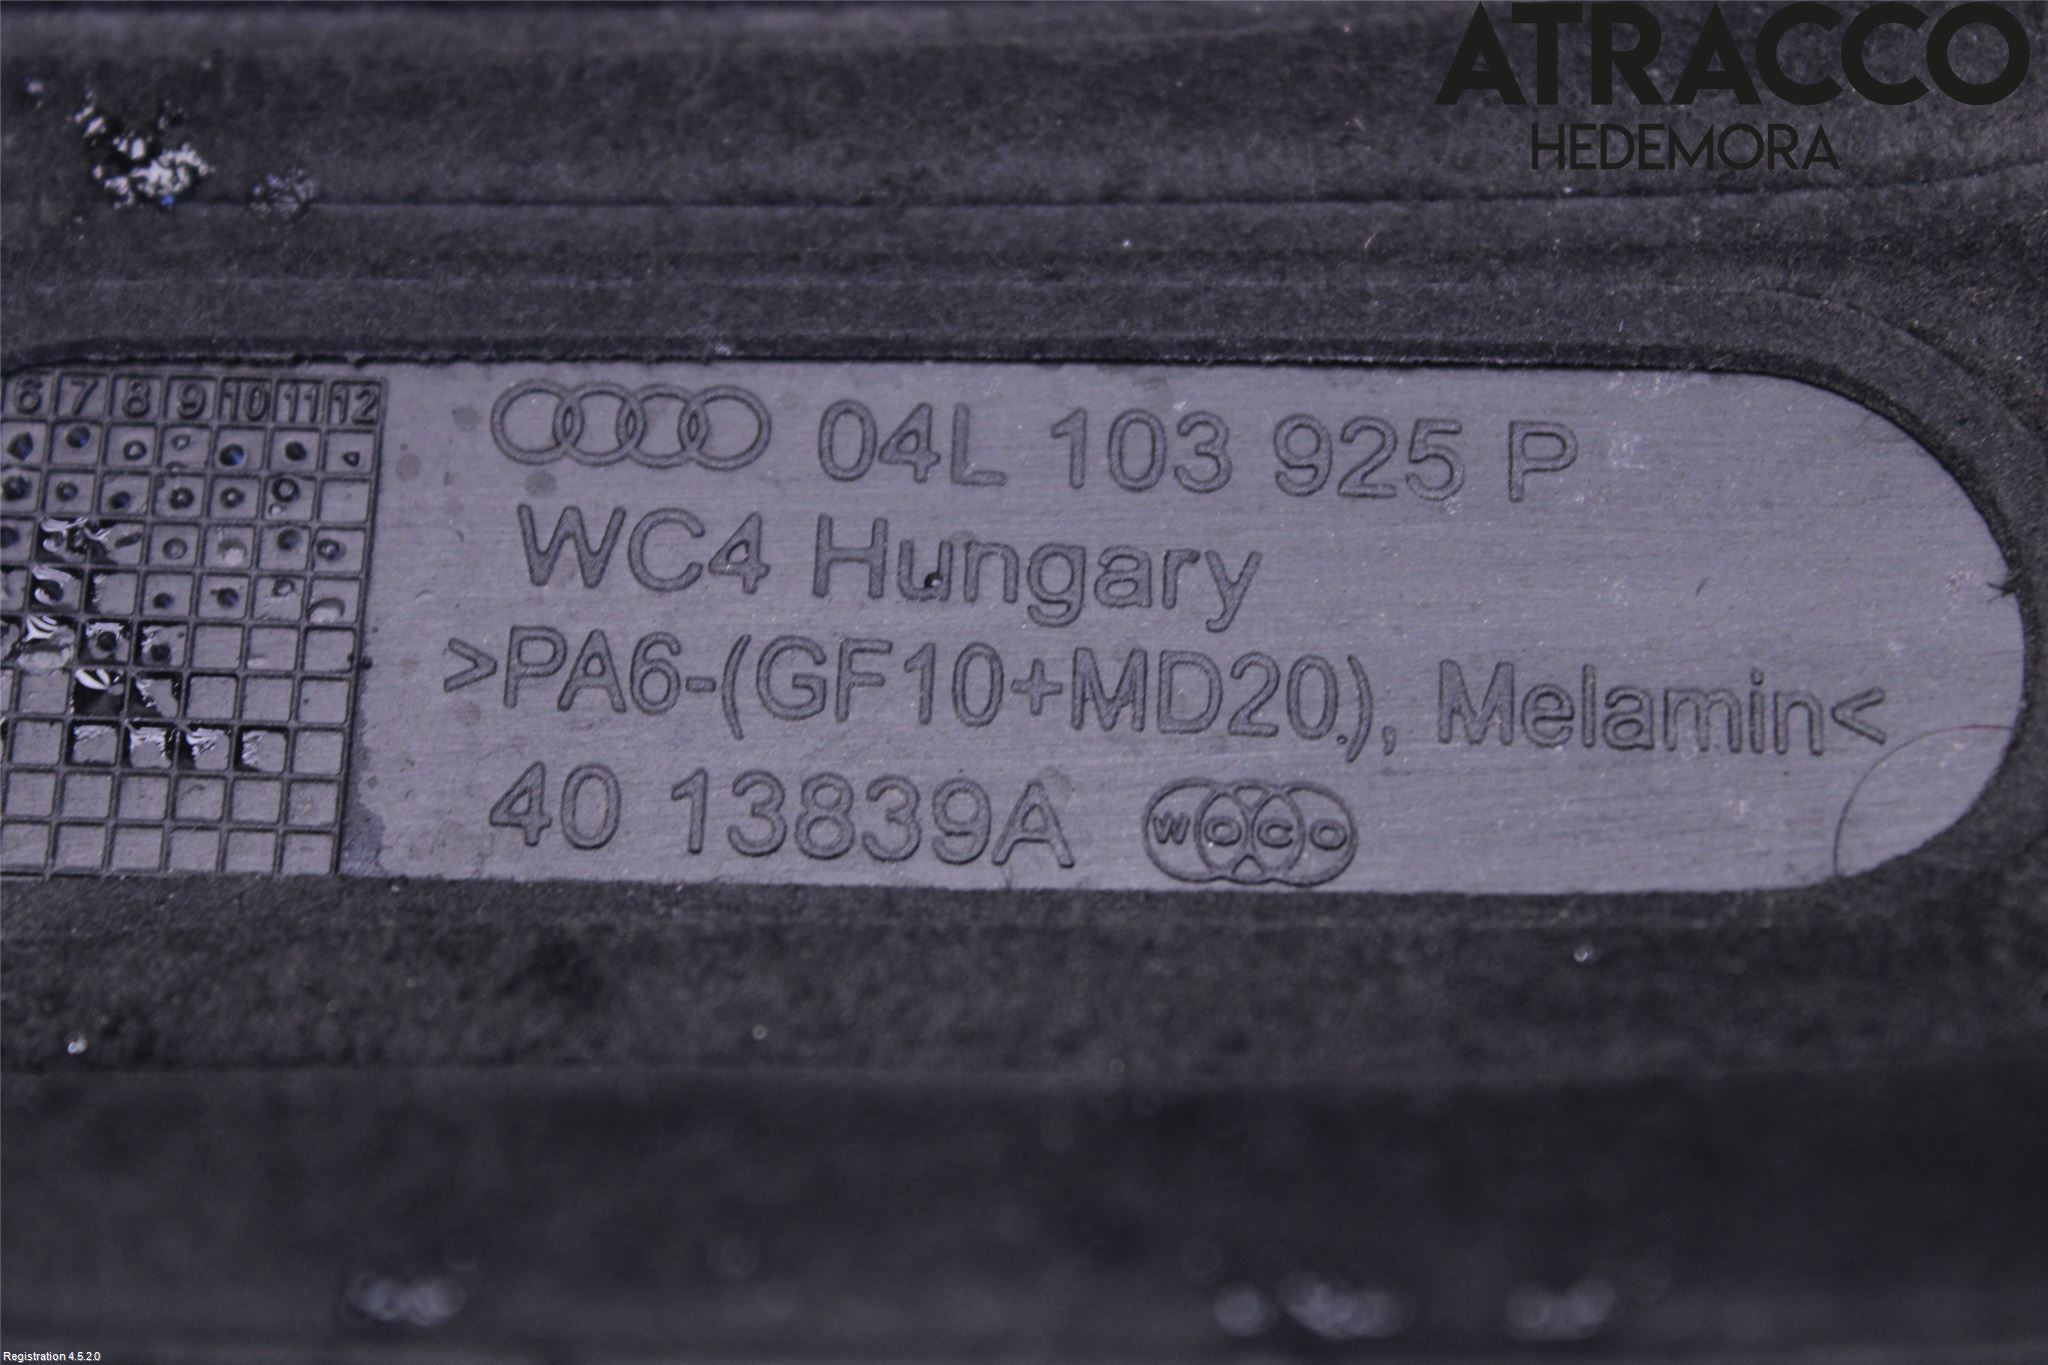 ATRACCO
HEDEMORA
6 7 8 9 10 11 12
04L 103 925 P
WC4 Hungary
>PA6-(GF10+MD20), Melamin<
40 13839A WOCO
Registration 4.5.2.0